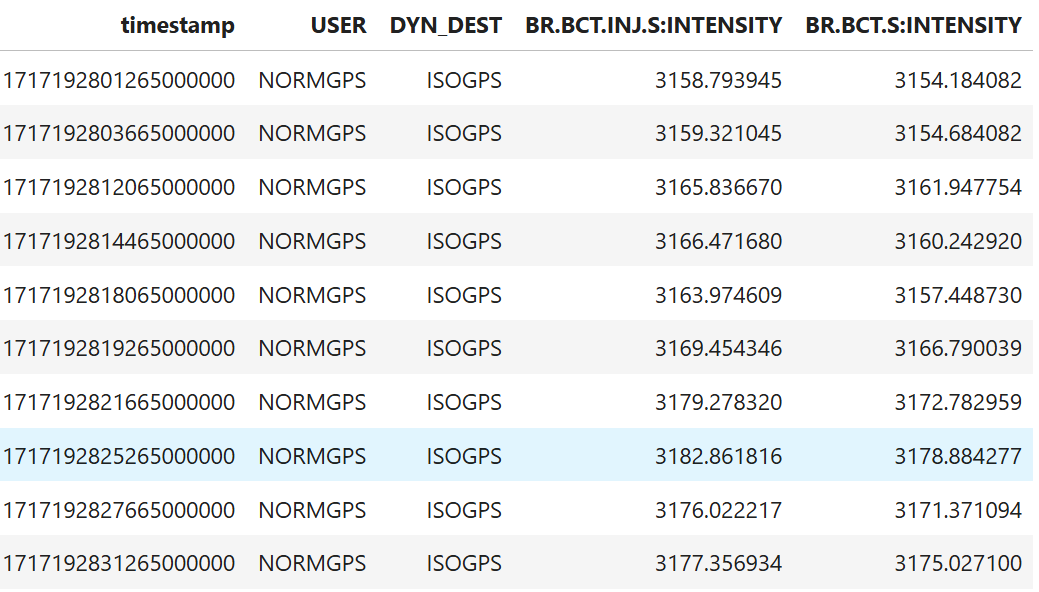 timestamp USER DYN_DEST BR.BCT.INJ.S:INTENSITY BR.BCT.S:INTENSITY
1717192801265000000 NORMGPS ISOGPS 3158.793945 3154.184082
1717192803665000000 NORMGPS ISOGPS 3159.321045 3154.684082
1717192812065000000 NORMGPS ISOGPS 3165.836670 3161.947754
1717192814465000000 NORMGPS ISOGPS 3166.471680 3160.242920
1717192818065000000 NORMGPS ISOGPS 3163.974609 3157.448730
1717192819265000000 NORMGPS ISOGPS 3169.454346 3166.790039
1717192821665000000 NORMGPS ISOGPS 3179.278320 3172.782959
1717192825265000000 NORMGPS ISOGPS 3182.861816 3178.884277
1717192827665000000 NORMGPS ISOGPS 3176.022217 3171.371094
1717192831265000000 NORMGPS ISOGPS 3177.356934 3175.027100